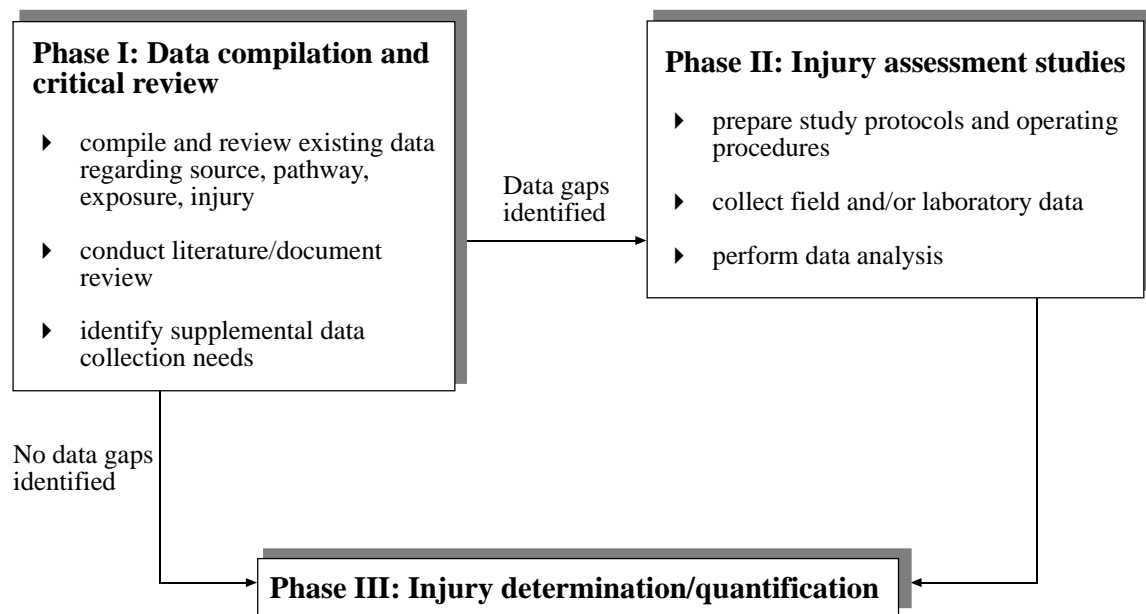 Phase I: Data compilation and
critical review
compile and review existing data
regarding source, pathway,
exposure, injury
conduct literature/document
review
identify supplemental data
collection needs
Data gaps
identified
Phase II: Injury assessment studies
prepare study protocols and operating
procedures
collect field and/or laboratory data
perform data analysis
No data gaps
identified
Phase III: Injury determination/quantification